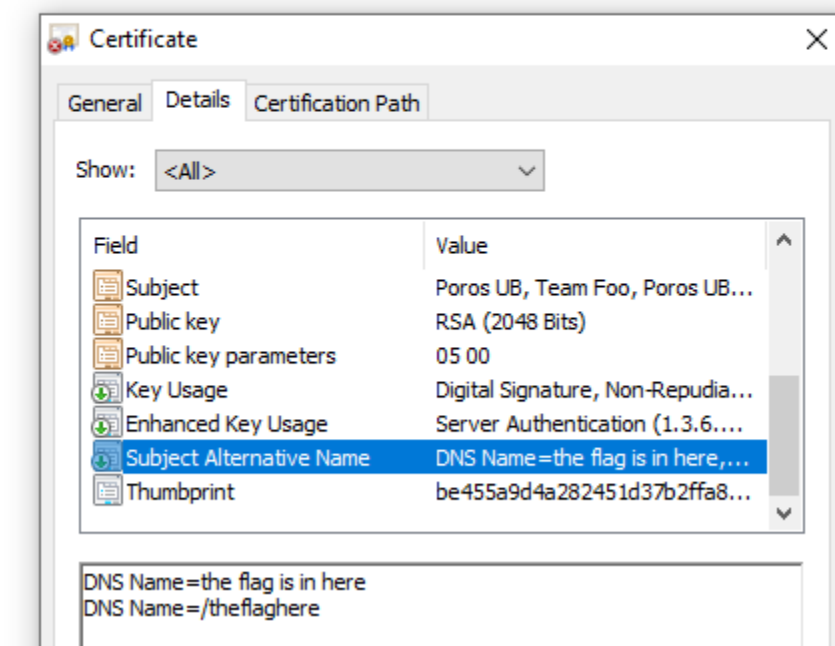 Certificate
General Details Certification Path
Show: <All>
Field Value
Subject Poros UB, Team Foo, Poros UB...
Public key RSA (2048 Bits)
Public key parameters 05 00
Key Usage Digital Signature, Non-Repudia...
Enhanced Key Usage Server Authentication (1.3.6....
Subject Alternative Name DNS Name=the flag is in here,...
Thumbprint be455a9d4a282451d37b2ffa8...
DNS Name=the flag is in here
DNS Name=/theflaghere